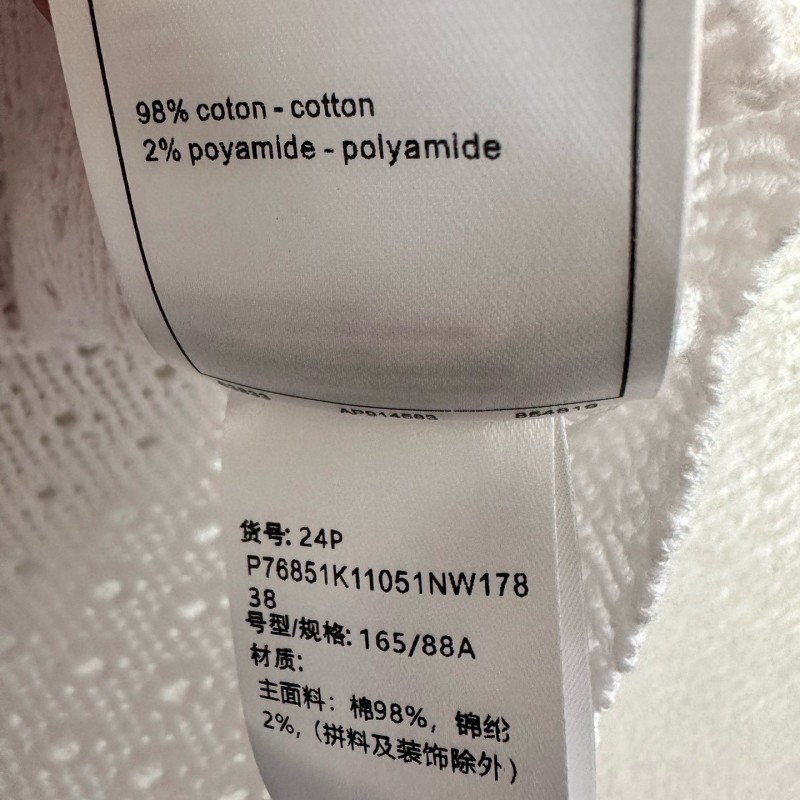 98% coton - cotton
2% poyamide - polyamide
AP914583
货号: 24P
P76851K11051NW178
38
号型/规格: 165/88A
材质:
主面料: 棉98%, 锦纶
2%, (拼料及装饰除外)